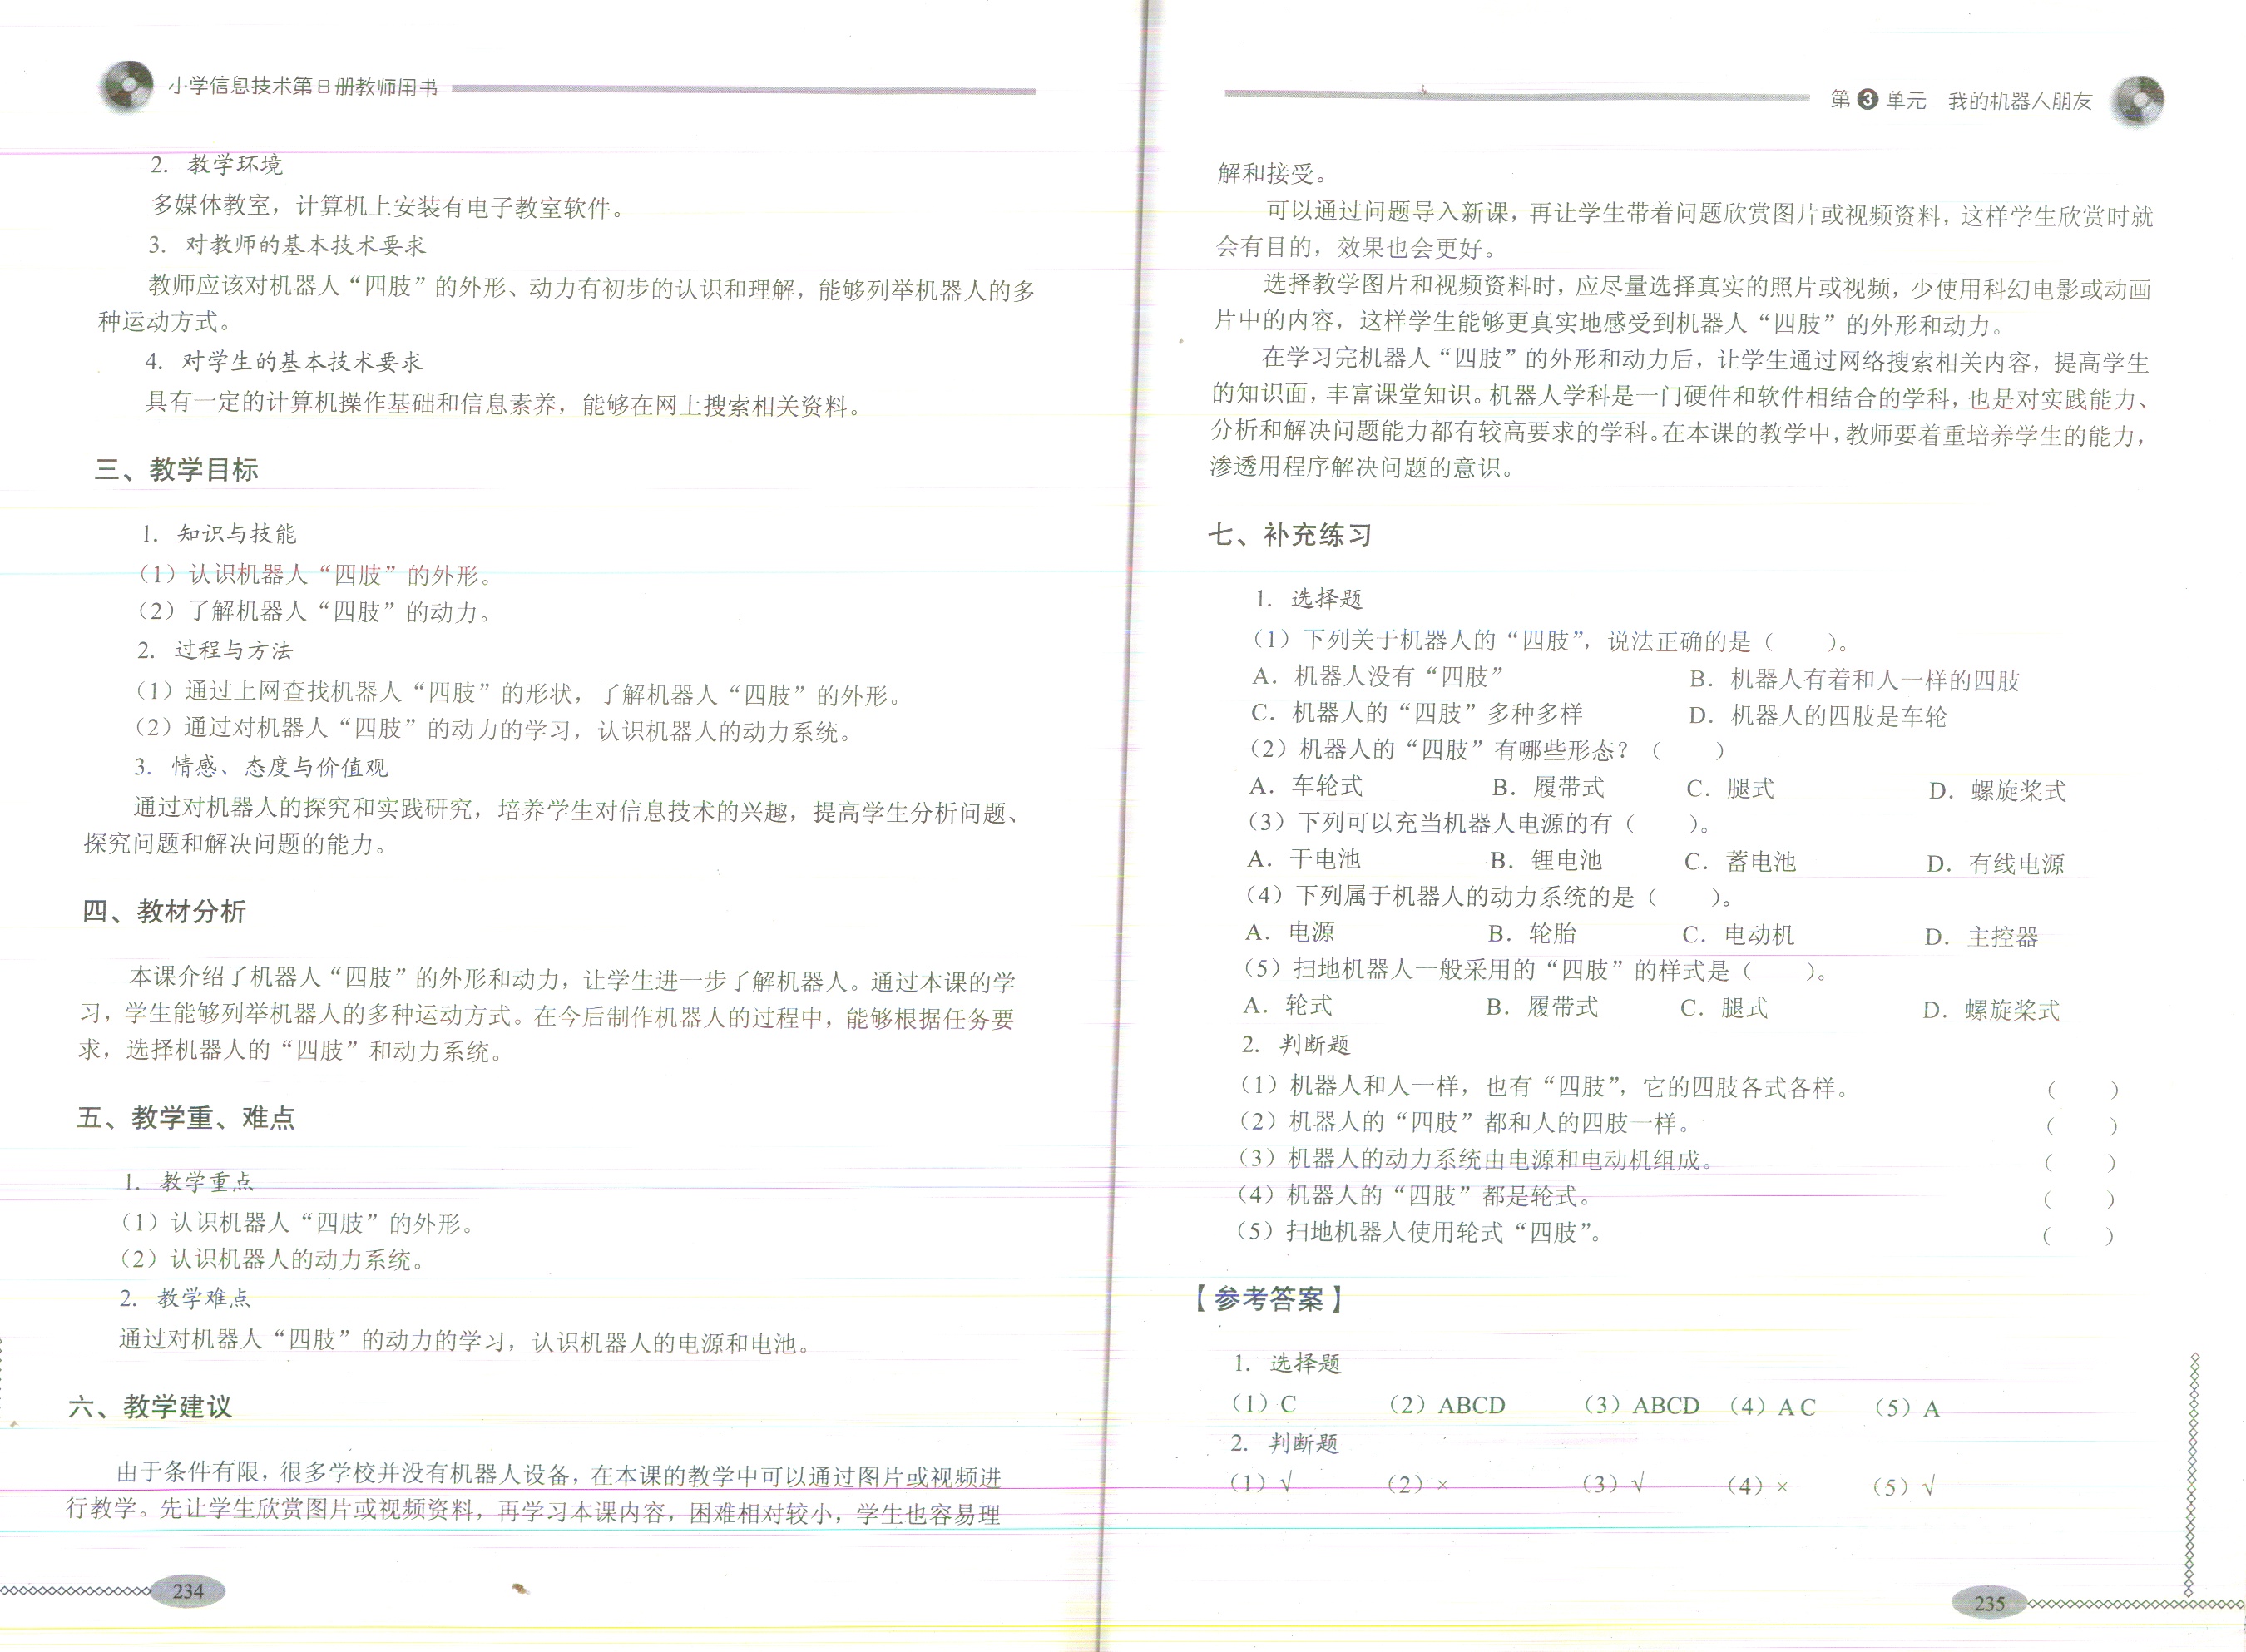 小学信息技术第8册教师用书
2. 教学环境
多媒体教室，计算机上安装有电子教室软件。
3. 对教师的基本技术要求
教师应该对机器人“四肢”的外形、动力有初步的认识和理解，能够列举机器人的多
种运动方式。
4. 对学生的基本技术要求
具有一定的计算机操作基础和信息素养，能够在网上搜索相关资料。
三、教学目标
1. 知识与技能
（1）认识机器人“四肢”的外形。
（2）了解机器人“四肢”的动力。
2. 过程与方法
（1）通过上网查找机器人“四肢”的形状，了解机器人“四肢”的外形。
（2）通过对机器人“四肢”的动力的学习，认识机器人的动力系统。
3. 情感、态度与价值观
通过对机器人的探究和实践研究，培养学生对信息技术的兴趣，提高学生分析问题、
探究问题和解决问题的能力。
四、教材分析
本课介绍了机器人“四肢”的外形和动力，让学生进一步了解机器人。通过本课的学
习，学生能够列举机器人的多种运动方式。在今后制作机器人的过程中，能够根据任务要
求，选择机器人的“四肢”和动力系统。
五、教学重、难点
1. 教学重点
（1）认识机器人“四肢”的外形。
（2）认识机器人的动力系统。
2. 教学难点
通过对机器人“四肢”的动力的学习，认识机器人的电源和电池。
六、教学建议
由于条件有限，很多学校并没有机器人设备，在本课的教学中可以通过图片或视频进
行教学。先让学生欣赏图片或视频资料，再学习本课内容，困难相对较小，学生也容易理
234
第3单元 我的机器人朋友
解和接受。
可以通过问题导入新课，再让学生带着问题欣赏图片或视频资料，这样学生欣赏时就
会有目的，效果也会更好。
选择教学图片和视频资料时，应尽量选择真实的照片或视频，少使用科幻电影或动画
片中的内容，这样学生能够更真实地感受到机器人“四肢”的外形和动力。
在学习完机器人“四肢”的外形和动力后，让学生通过网络搜索相关内容，提高学生
的知识面，丰富课堂知识。机器人学科是一门硬件和软件相结合的学科，也是对实践能力、
分析和解决问题能力都有较高要求的学科。在本课的教学中，教师要着重培养学生的能力，
渗透用程序解决问题的意识。
七、补充练习
1. 选择题
（1）下列关于机器人的“四肢”，说法正确的是（ ）。
A. 机器人没有“四肢” B. 机器人有着和人一样的四肢
C. 机器人的“四肢”多种多样 D. 机器人的四肢是车轮
（2）机器人的“四肢”有哪些形态？（ ）
A. 车轮式 B. 履带式 C. 腿式 D. 螺旋桨式
（3）下列可以充当机器人电源的有（ ）。
A. 干电池 B. 锂电池 C. 蓄电池 D. 有线电源
（4）下列属于机器人的动力系统的是（ ）。
A. 电源 B. 轮胎 C. 电动机 D. 主控器
（5）扫地机器人一般采用的“四肢”的样式是（ ）。
A. 轮式 B. 履带式 C. 腿式 D. 螺旋桨式
2. 判断题
（1）机器人和人一样，也有“四肢”，它的四肢各式各样。 （ ）
（2）机器人的“四肢”都和人的四肢一样。 （ ）
（3）机器人的动力系统由电源和电动机组成。 （ ）
（4）机器人的“四肢”都是轮式。 （ ）
（5）扫地机器人使用轮式“四肢”。 （ ）
【参考答案】
1. 选择题
（1）C （2）ABCD （3）ABCD （4）A C （5）A
2. 判断题
（1）√ （2）× （3）√ （4）× （5）√
235